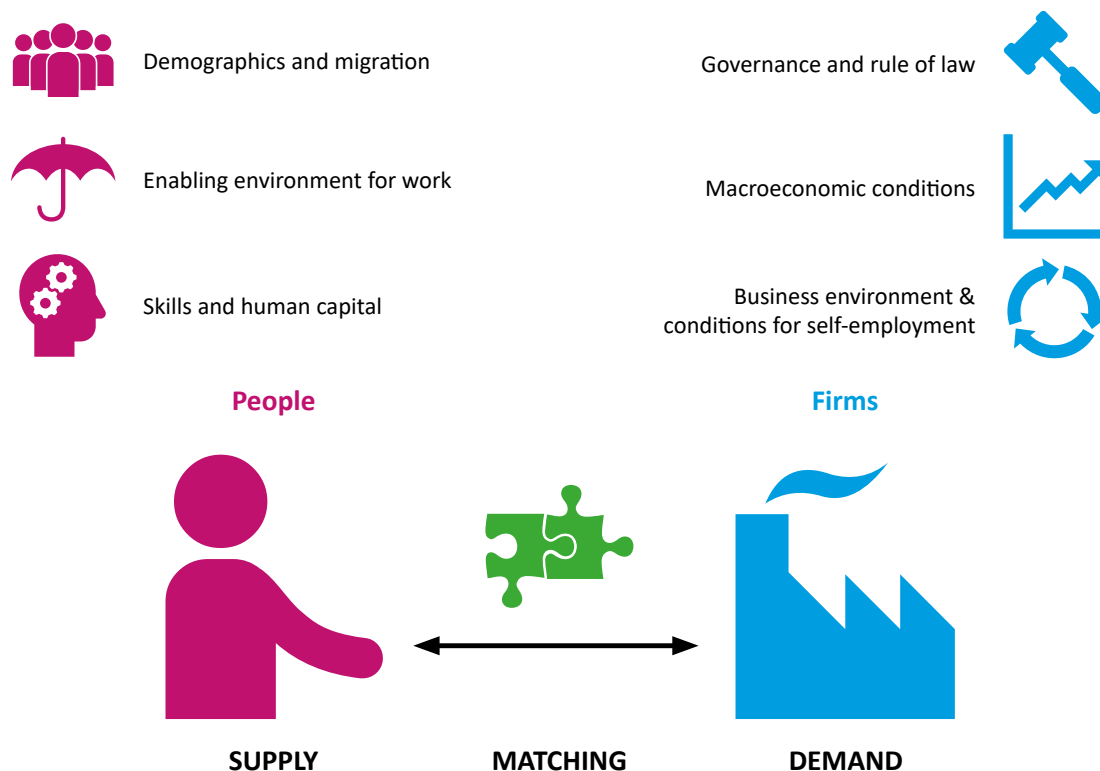 Demographics and migration
Governance and rule of law
Enabling environment for work
Macroeconomic conditions
Skills and human capital
Business environment &
conditions for self-employment
People
Firms
SUPPLY
MATCHING
DEMAND